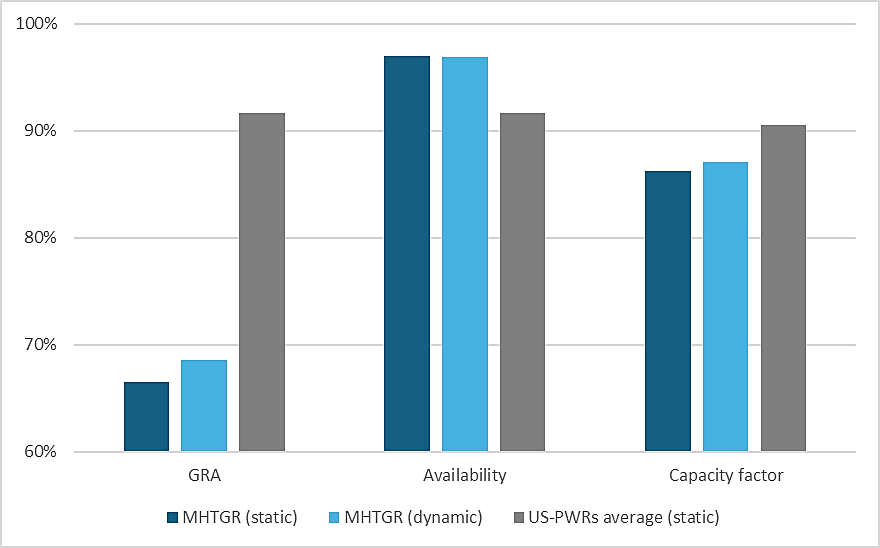 100%
90%
80%
70%
60%
GRA Availability Capacity factor
MHTGR (static) MHTGR (dynamic) US-PWRs average (static)